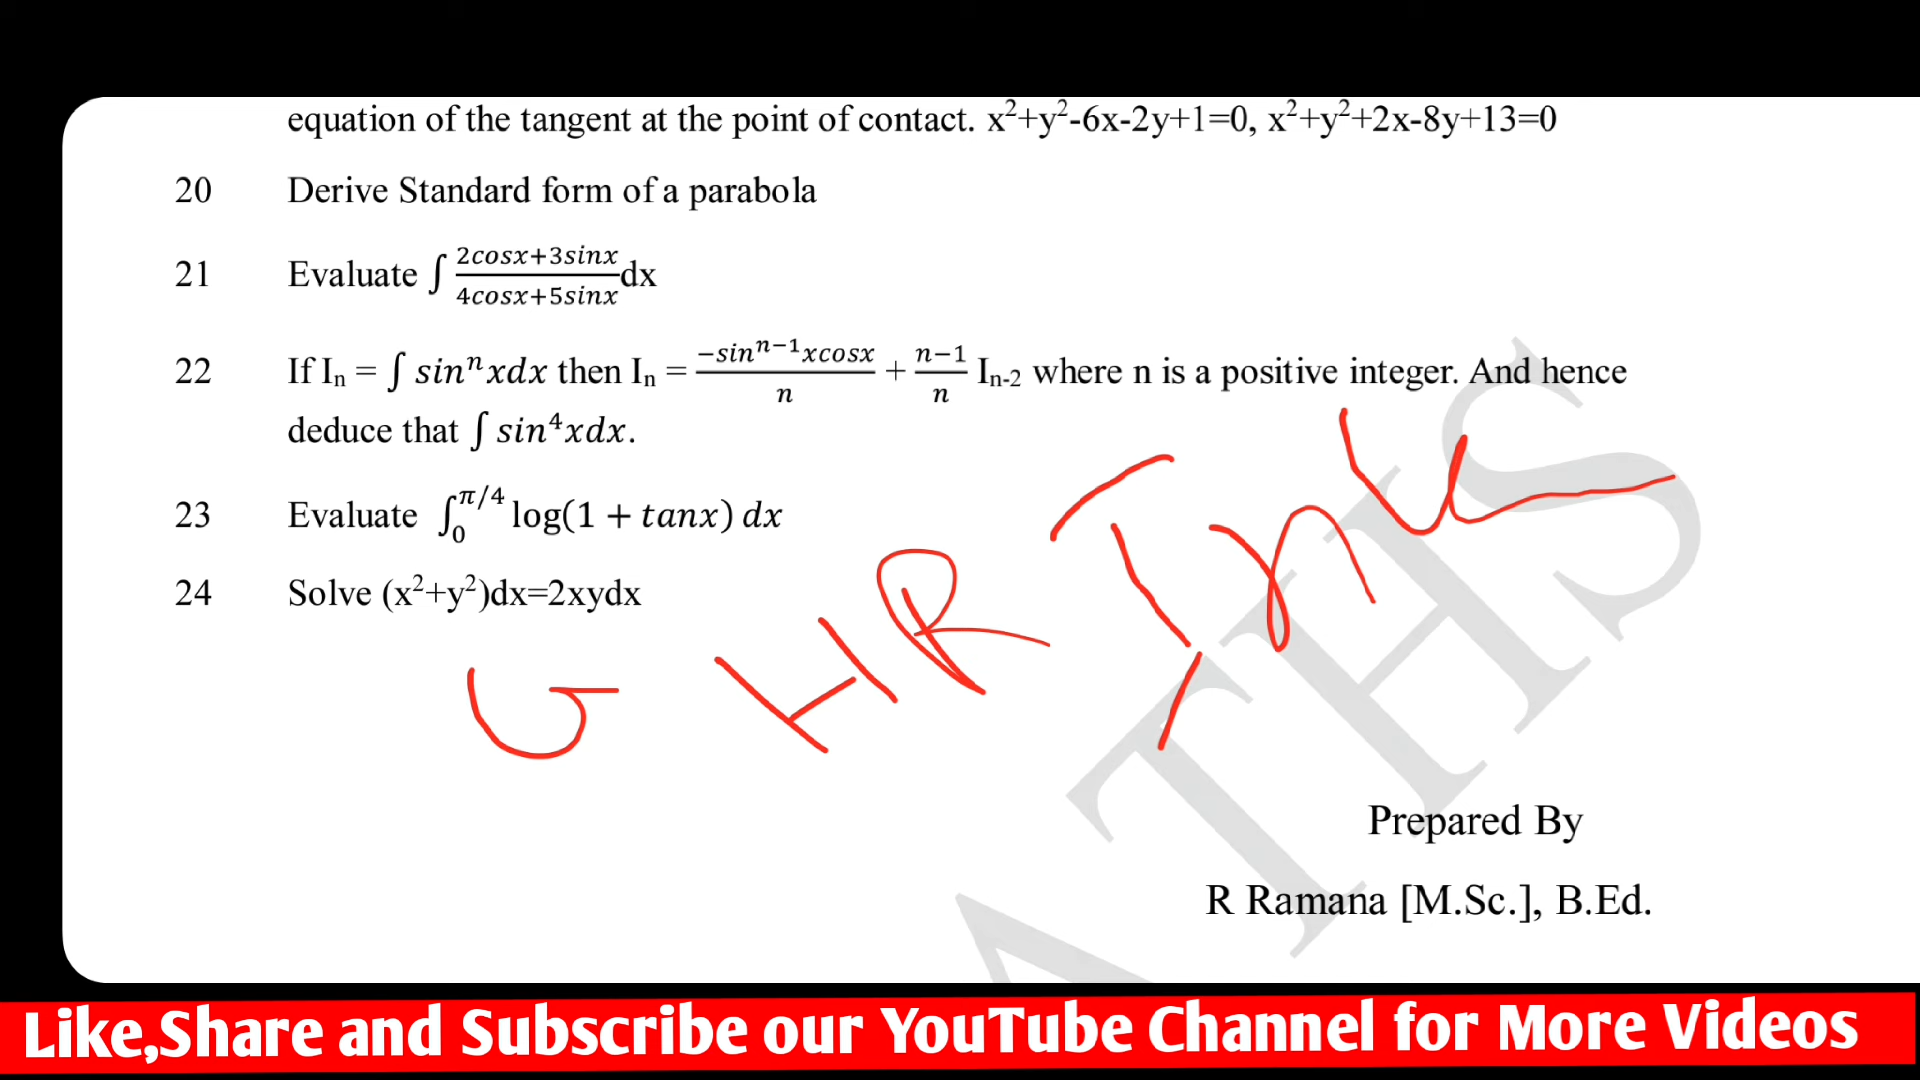 equation of the tangent at the point of contact. x²+y²-6x-2y+1=0, x²+y²+2x-8y+13=0
20 Derive Standard form of a parabola
21 Evaluate ∫ (2cosx+3sinx)/(4cosx+5sinx) dx
22 If Iₙ = ∫ sinⁿxdx then Iₙ = (−sinⁿ⁻¹xcosx)/n + (n−1)/n Iₙ₋₂ where n is a positive integer. And hence
deduce that ∫ sin⁴xdx.
23 Evaluate ∫₀^(π/4) log(1 + tanx) dx
24 Solve (x²+y²)dx=2xydx
ATHS
Prepared By
R Ramana [M.Sc.], B.Ed.
Like,Share and Subscribe our YouTube Channel for More Videos